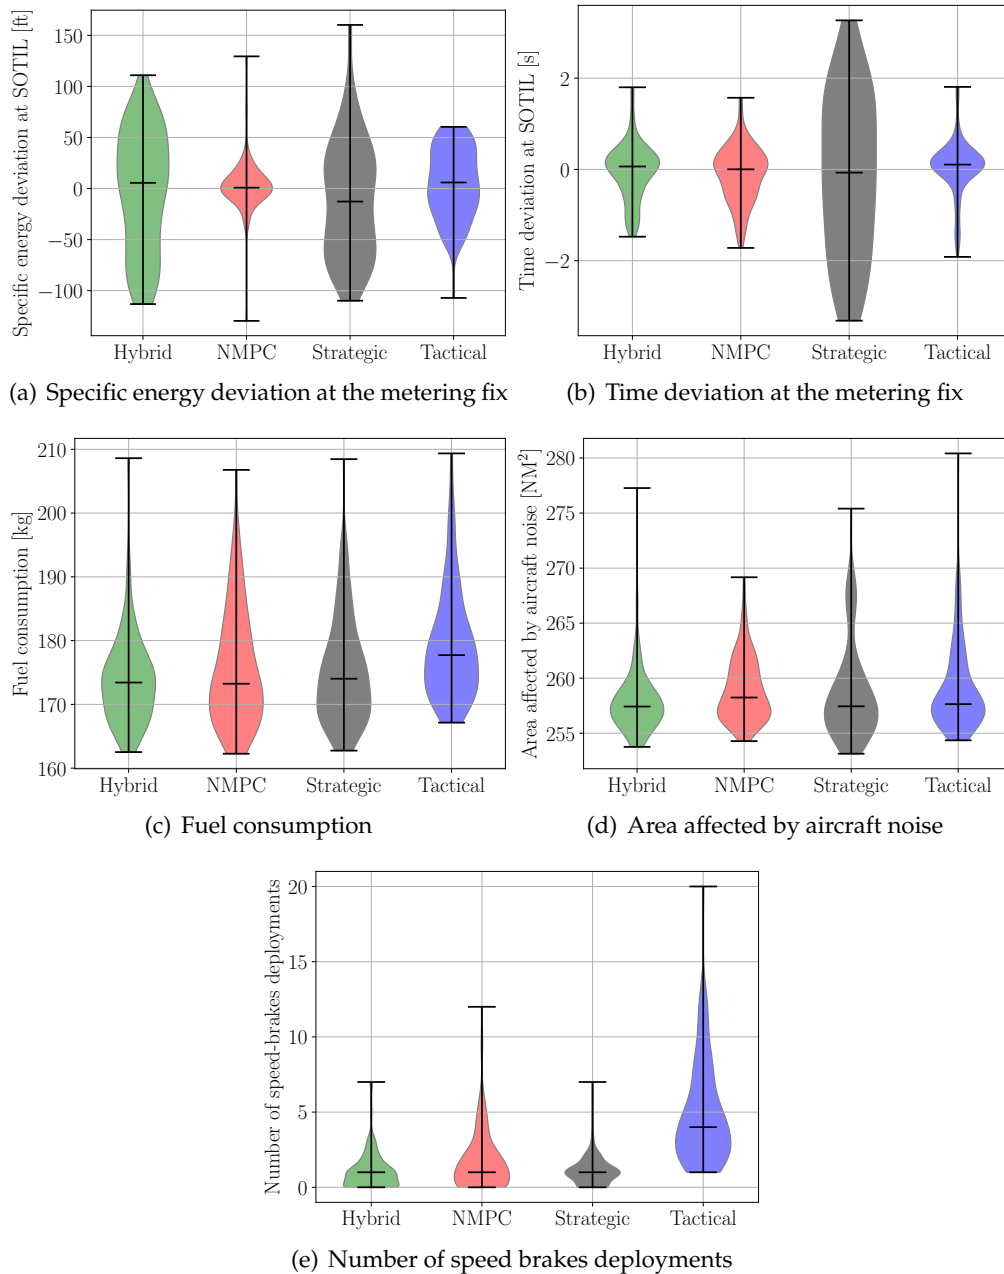 Specific energy deviation at SOTIL [ft]
150
100
50
0
−50
−100
Hybrid NMPC Strategic Tactical
(a) Specific energy deviation at the metering fix
Time deviation at SOTIL [s]
2
0
−2
Hybrid NMPC Strategic Tactical
(b) Time deviation at the metering fix
Fuel consumption [kg]
210
200
190
180
170
160
Hybrid NMPC Strategic Tactical
(c) Fuel consumption
Area affected by aircraft noise [NM²]
280
275
270
265
260
255
Hybrid NMPC Strategic Tactical
(d) Area affected by aircraft noise
Number of speed-brakes deployments
20
15
10
5
0
Hybrid NMPC Strategic Tactical
(e) Number of speed brakes deployments